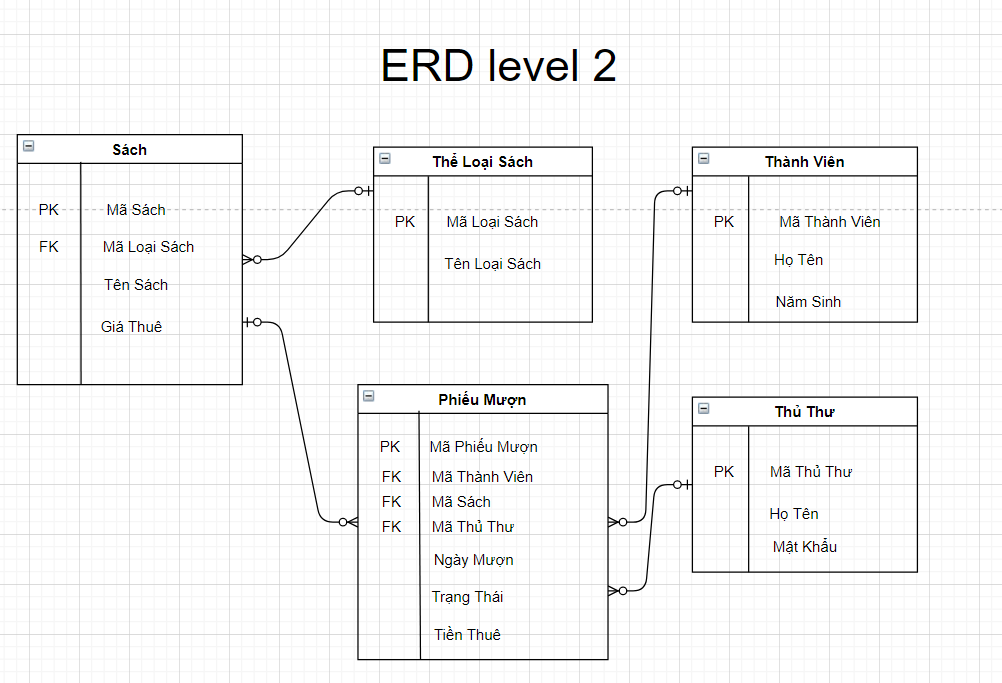 ERD level 2
Sách
PK Mã Sách
FK Mã Loại Sách
Tên Sách
Giá Thuê
Thể Loại Sách
PK Mã Loại Sách
Tên Loại Sách
Thành Viên
PK Mã Thành Viên
Họ Tên
Năm Sinh
Phiếu Mượn
PK Mã Phiếu Mượn
FK Mã Thành Viên
FK Mã Sách
FK Mã Thủ Thư
Ngày Mượn
Trạng Thái
Tiền Thuê
Thủ Thư
PK Mã Thủ Thư
Họ Tên
Mật Khẩu